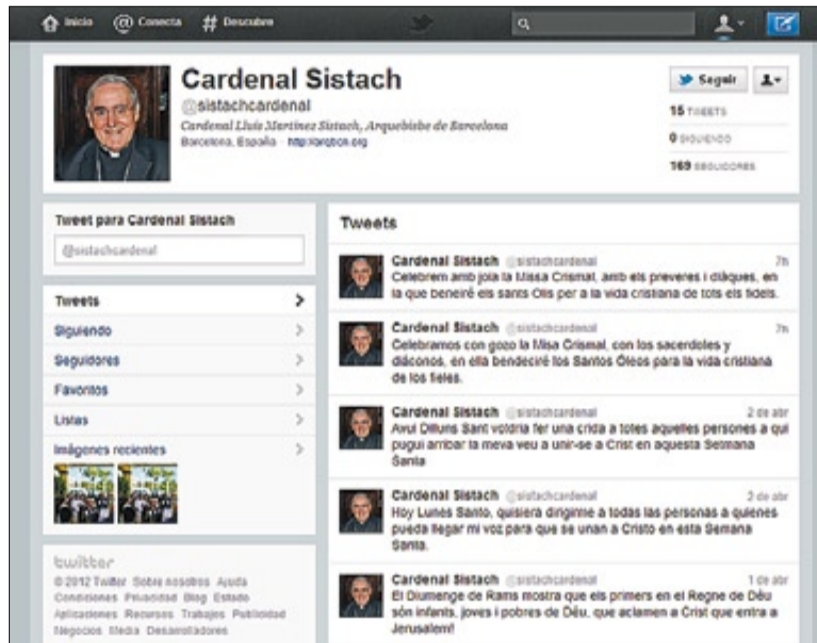 Inicio @ Conecta # Descubre
Cardenal Sistach
@sistachcardenal
Cardenal Lluis Martínez Sistach, Arquebisbe de Barcelona
Barcelona, España · http://arqbcn.org
Seguir
15 TWEETS
0 SIGUIENDO
169 SEGUIDORES
Tweet para Cardenal Sistach
@sistachcardenal
Tweets
Siguiendo
Seguidores
Favoritos
Listas
Imágenes recientes
twitter
© 2012 Twitter Sobre nosotros Ayuda
Condiciones Privacidad Blog Estado
Aplicaciones Recursos Trabajos Publicidad
Negocios Media Desarrolladores
Tweets
Cardenal Sistach @sistachcardenal 7h
Celebrem amb joia la Missa Crismal, amb els preveres i diàques, en
la que beneiré els sants Olis per a la vida cristiana de tots els fidels.
Cardenal Sistach @sistachcardenal 7h
Celebramos con gozo la Misa Crismal, con los sacerdotes y
diáconos, en ella bendeciré los Santos Óleos para la vida cristiana
de los fieles.
Cardenal Sistach @sistachcardenal 2 de abr
Avui Dilluns Sant voldria fer una crida a totes aquelles persones a qui
pugui arribar la meva veu a unir-se a Crist en aquesta Setmana
Santa
Cardenal Sistach @sistachcardenal 2 de abr
Hoy Lunes Santo, quisiera dirigirme a todas las personas a quienes
pueda llegar mi voz para que se unan a Cristo en esta Semana
Santa.
Cardenal Sistach @sistachcardenal 1 de abr
El Diumenge de Rams mostra que els primers en el Regne de Déu
són infants, joves i pobres de Déu, que aclamen a Crist que entra a
Jerusalem!